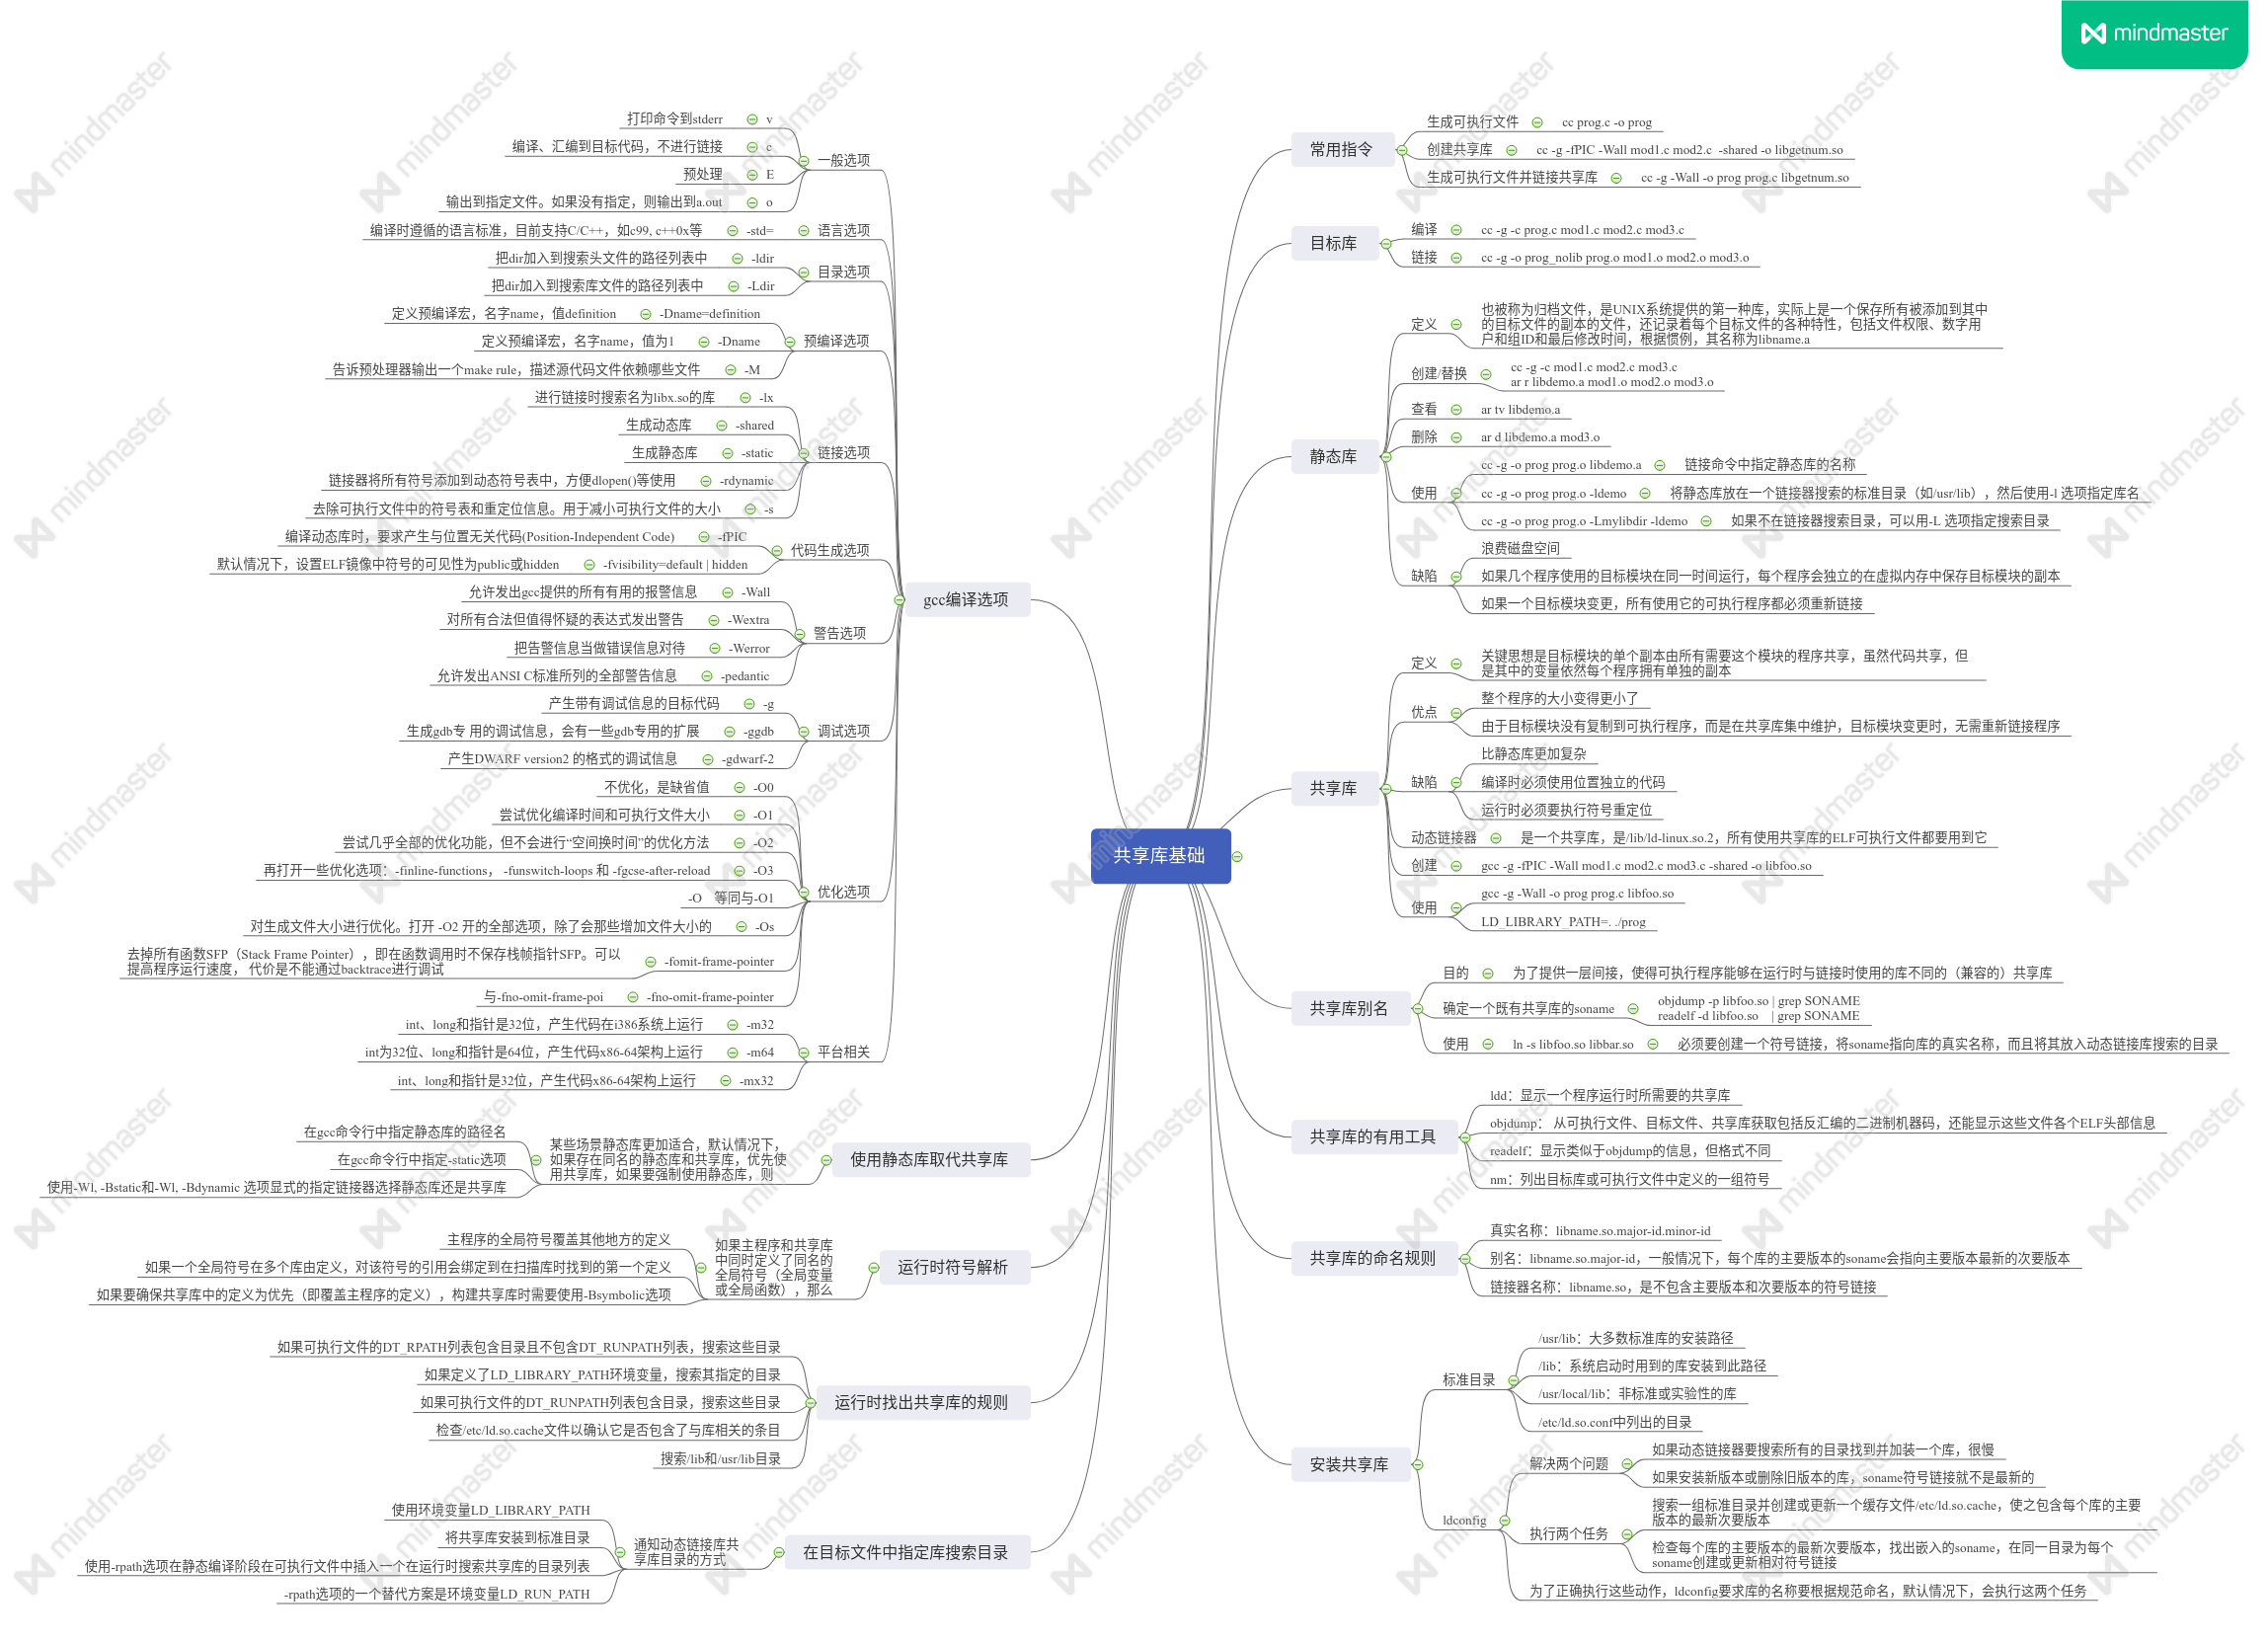 mindmaster
共享库基础
常用指令
生成可执行文件
cc prog.c -o prog
创建共享库
cc -g -fPIC -Wall mod1.c mod2.c  -shared -o libgetnum.so
生成可执行文件并链接共享库
cc -g -Wall -o prog prog.c libgetnum.so
目标库
编译
cc -g -c prog.c mod1.c mod2.c mod3.c
链接
cc -g -o prog_nolib prog.o mod1.o mod2.o mod3.o
静态库
定义
也被称为归档文件，是UNIX系统提供的第一种库，实际上是一个保存所有被添加到其中
的目标文件的副本的文件，还记录着每个目标文件的各种特性，包括文件权限、数字用
户和组ID和最后修改时间，根据惯例，其名称为libname.a
创建/替换
cc -g -c mod1.c mod2.c mod3.c
ar r libdemo.a mod1.o mod2.o mod3.o
查看
ar tv libdemo.a
删除
ar d libdemo.a mod3.o
使用
cc -g -o prog prog.o libdemo.a
链接命令中指定静态库的名称
cc -g -o prog prog.o -ldemo
将静态库放在一个链接器搜索的标准目录（如/usr/lib），然后使用-l 选项指定库名
cc -g -o prog prog.o -Lmylibdir -ldemo
如果不在链接器搜索目录，可以用-L 选项指定搜索目录
缺陷
浪费磁盘空间
如果几个程序使用的目标模块在同一时间运行，每个程序会独立的在虚拟内存中保存目标模块的副本
如果一个目标模块变更，所有使用它的可执行程序都必须重新链接
共享库
定义
关键思想是目标模块的单个副本由所有需要这个模块的程序共享，虽然代码共享，但
是其中的变量依然每个程序拥有单独的副本
优点
整个程序的大小变得更小了
由于目标模块没有复制到可执行程序，而是在共享库集中维护，目标模块变更时，无需重新链接程序
缺陷
比静态库更加复杂
编译时必须使用位置独立的代码
运行时必须要执行符号重定位
动态链接器
是一个共享库，是/lib/ld-linux.so.2，所有使用共享库的ELF可执行文件都要用到它
创建
gcc -g -fPIC -Wall mod1.c mod2.c mod3.c -shared -o libfoo.so
使用
gcc -g -Wall -o prog prog.c libfoo.so
LD_LIBRARY_PATH=. ./prog
共享库别名
目的
为了提供一层间接，使得可执行程序能够在运行时与链接时使用的库不同的（兼容的）共享库
确定一个既有共享库的soname
objdump -p libfoo.so | grep SONAME
readelf -d libfoo.so    | grep SONAME
使用
ln -s libfoo.so libbar.so
必须要创建一个符号链接，将soname指向库的真实名称，而且将其放入动态链接库搜索的目录
共享库的有用工具
ldd：显示一个程序运行时所需要的共享库
objdump： 从可执行文件、目标文件、共享库获取包括反汇编的二进制机器码，还能显示这些文件各个ELF头部信息
readelf：显示类似于objdump的信息，但格式不同
nm：列出目标库或可执行文件中定义的一组符号
共享库的命名规则
真实名称：libname.so.major-id.minor-id
别名：libname.so.major-id，一般情况下，每个库的主要版本的soname会指向主要版本最新的次要版本
链接器名称：libname.so，是不包含主要版本和次要版本的符号链接
安装共享库
标准目录
/usr/lib：大多数标准库的安装路径
/lib：系统启动时用到的库安装到此路径
/usr/local/lib：非标准或实验性的库
/etc/ld.so.conf中列出的目录
ldconfig
解决两个问题
如果动态链接器要搜索所有的目录找到并加装一个库，很慢
如果安装新版本或删除旧版本的库，soname符号链接就不是最新的
执行两个任务
搜索一组标准目录并创建或更新一个缓存文件/etc/ld.so.cache，使之包含每个库的主要
版本的最新次要版本
检查每个库的主要版本的最新次要版本，找出嵌入的soname，在同一目录为每个
soname创建或更新相对符号链接
为了正确执行这些动作，ldconfig要求库的名称要根据规范命名，默认情况下，会执行这两个任务
gcc编译选项
一般选项
v
打印命令到stderr
c
编译、汇编到目标代码，不进行链接
E
预处理
o
输出到指定文件。如果没有指定，则输出到a.out
语言选项
-std=
编译时遵循的语言标准，目前支持C/C++，如c99, c++0x等
目录选项
-ldir
把dir加入到搜索头文件的路径列表中
-Ldir
把dir加入到搜索库文件的路径列表中
预编译选项
-Dname=definition
定义预编译宏，名字name，值definition
-Dname
定义预编译宏，名字name，值为1
-M
告诉预处理器输出一个make rule，描述源代码文件依赖哪些文件
链接选项
-lx
进行链接时搜索名为libx.so的库
-shared
生成动态库
-static
生成静态库
-rdynamic
链接器将所有符号添加到动态符号表中，方便dlopen()等使用
-s
去除可执行文件中的符号表和重定位信息。用于减小可执行文件的大小
代码生成选项
-fPIC
编译动态库时，要求产生与位置无关代码(Position-Independent Code)
-fvisibility=default | hidden
默认情况下，设置ELF镜像中符号的可见性为public或hidden
警告选项
-Wall
允许发出gcc提供的所有有用的报警信息
-Wextra
对所有合法但值得怀疑的表达式发出警告
-Werror
把告警信息当做错误信息对待
-pedantic
允许发出ANSI C标准所列的全部警告信息
调试选项
-g
产生带有调试信息的目标代码
-ggdb
生成gdb专 用的调试信息，会有一些gdb专用的扩展
-gdwarf-2
产生DWARF version2 的格式的调试信息
优化选项
-O0
不优化，是缺省值
-O1
尝试优化编译时间和可执行文件大小
-O2
尝试几乎全部的优化功能，但不会进行“空间换时间”的优化方法
-O3
再打开一些优化选项：-finline-functions， -funswitch-loops 和 -fgcse-after-reload
-O    等同与-O1
-Os
对生成文件大小进行优化。打开 -O2 开的全部选项，除了会那些增加文件大小的
-fomit-frame-pointer
去掉所有函数SFP（Stack Frame Pointer），即在函数调用时不保存栈帧指针SFP。可以
提高程序运行速度， 代价是不能通过backtrace进行调试
-fno-omit-frame-pointer
与-fno-omit-frame-poi
平台相关
-m32
int、long和指针是32位，产生代码在i386系统上运行
-m64
int为32位、long和指针是64位，产生代码x86-64架构上运行
-mx32
int、long和指针是32位，产生代码x86-64架构上运行
使用静态库取代共享库
某些场景静态库更加适合，默认情况下，
如果存在同名的静态库和共享库，优先使
用共享库，如果要强制使用静态库，则
在gcc命令行中指定静态库的路径名
在gcc命令行中指定-static选项
使用-Wl, -Bstatic和-Wl, -Bdynamic 选项显式的指定链接器选择静态库还是共享库
运行时符号解析
如果主程序和共享库
中同时定义了同名的
全局符号（全局变量
或全局函数），那么
主程序的全局符号覆盖其他地方的定义
如果一个全局符号在多个库由定义，对该符号的引用会绑定到在扫描库时找到的第一个定义
如果要确保共享库中的定义为优先（即覆盖主程序的定义），构建共享库时需要使用-Bsymbolic选项
运行时找出共享库的规则
如果可执行文件的DT_RPATH列表包含目录且不包含DT_RUNPATH列表，搜索这些目录
如果定义了LD_LIBRARY_PATH环境变量，搜索其指定的目录
如果可执行文件的DT_RUNPATH列表包含目录，搜索这些目录
检查/etc/ld.so.cache文件以确认它是否包含了与库相关的条目
搜索/lib和/usr/lib目录
在目标文件中指定库搜索目录
通知动态链接库共
享库目录的方式
使用环境变量LD_LIBRARY_PATH
将共享库安装到标准目录
使用-rpath选项在静态编译阶段在可执行文件中插入一个在运行时搜索共享库的目录列表
-rpath选项的一个替代方案是环境变量LD_RUN_PATH